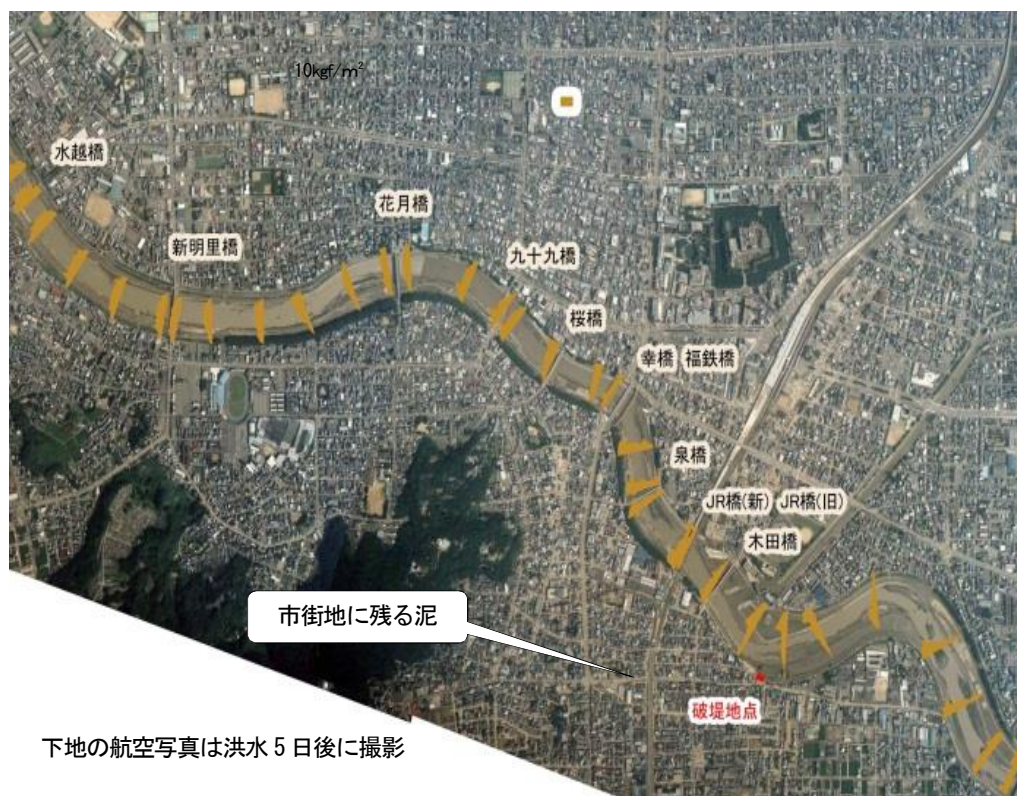 10kgf/㎡
水越橋
花月橋
新明里橋
九十九橋
桜橋
幸橋 福鉄橋
泉橋
JR橋(新) JR橋(旧)
木田橋
市街地に残る泥
破堤地点
下地の航空写真は洪水5日後に撮影